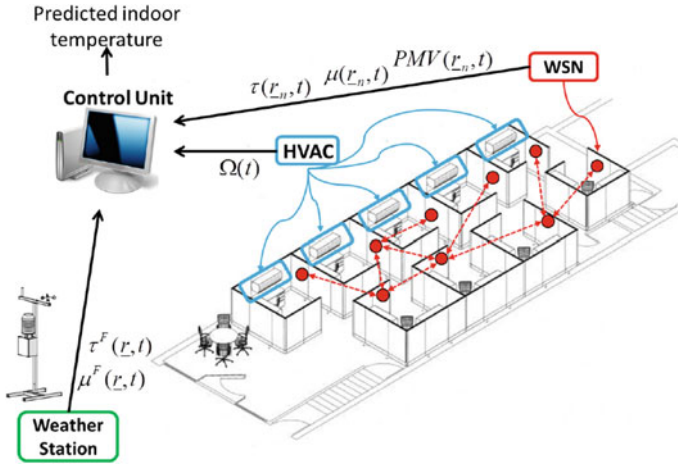 Predicted indoor
temperature
Control Unit
τ(r_n, t) μ(r_n, t) PMV(r_n, t)
WSN
HVAC
Ω(t)
τ^F(r, t)
μ^F(r, t)
Weather
Station